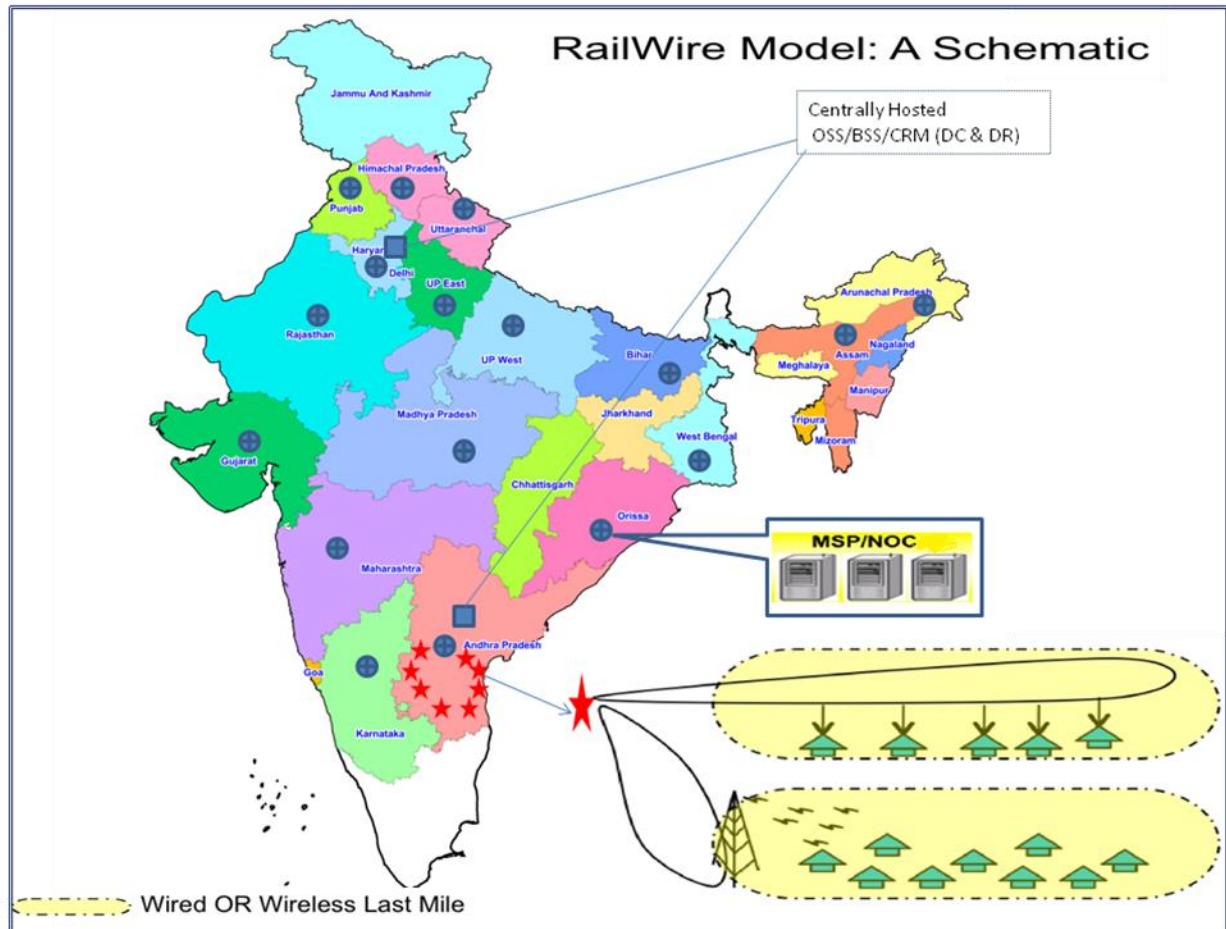 RailWire Model: A Schematic
Jammu And Kashmir
Centrally Hosted
OSS/BSS/CRM (DC & DR)
Himachal Pradesh
Punjab
Uttaranchal
Haryan
Delhi
UP East
Arunachal Pradesh
Rajasthan
UP West
Bihar
Assam
Nagaland
Meghalaya
Manipur
Madhya Pradesh
Jharkhand
Tripura
West Bengal
Mizoram
Gujarat
Chhattisgarh
Orissa
MSP/NOC
Maharashtra
Andhra Pradesh
Goa
Karnataka
Wired OR Wireless Last Mile